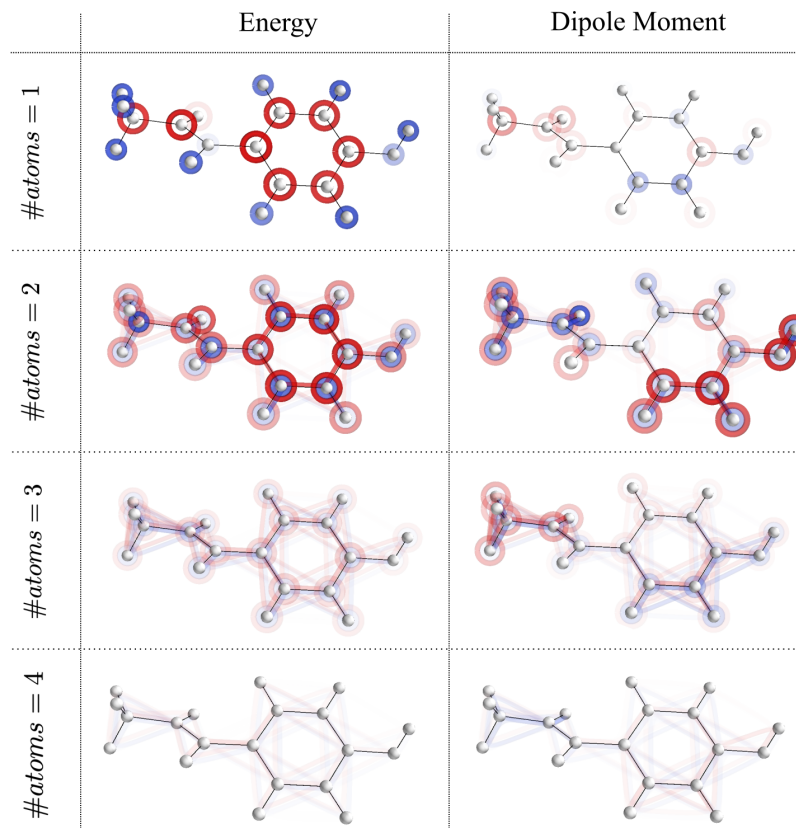 Energy
Dipole Moment
#atoms = 1
#atoms = 2
#atoms = 3
#atoms = 4